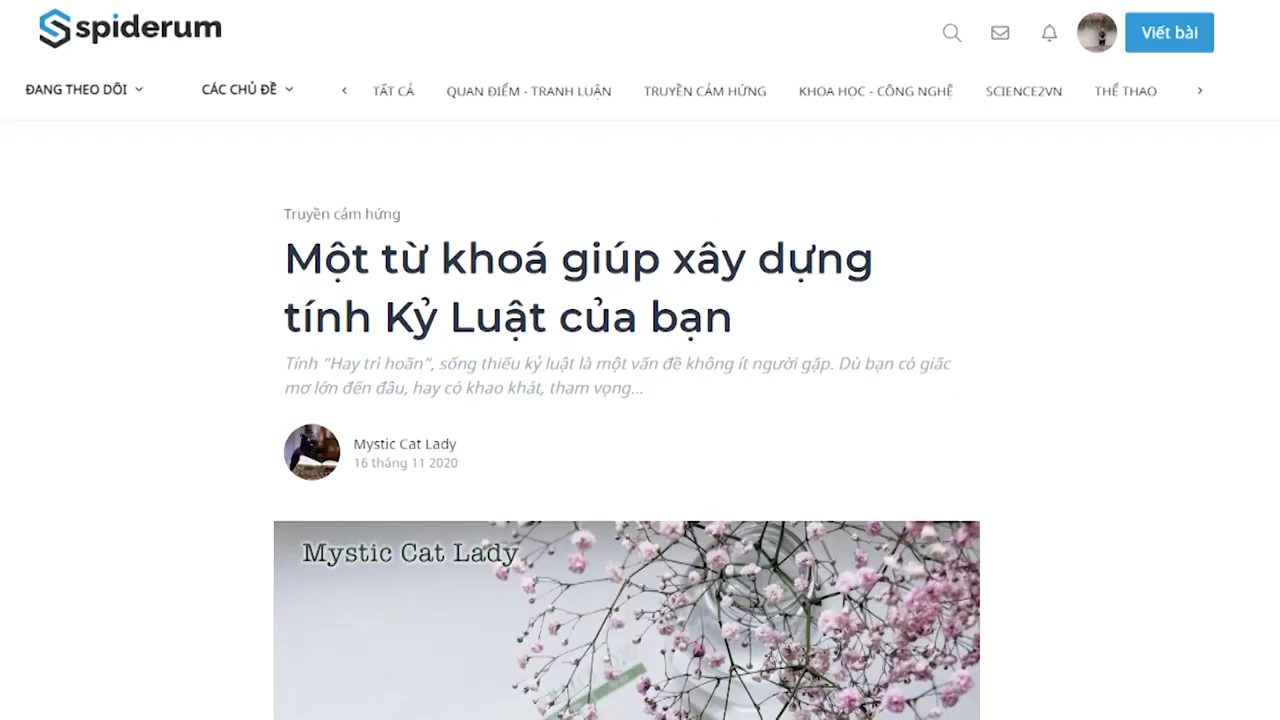 spiderum
Viết bài
ĐANG THEO DÕI
CÁC CHỦ ĐỀ
TẤT CẢ
QUAN ĐIỂM - TRANH LUẬN
TRUYỀN CẢM HỨNG
KHOA HỌC - CÔNG NGHỆ
SCIENCE2VN
THỂ THAO
Truyền cảm hứng
Một từ khoá giúp xây dựng
tính Kỷ Luật của bạn
Tính “Hay trì hoãn”, sống thiếu kỷ luật là một vấn đề không ít người gặp. Dù bạn có giấc
mơ lớn đến đâu, hay có khao khát, tham vọng...
Mystic Cat Lady
16 tháng 11 2020
Mystic Cat Lady